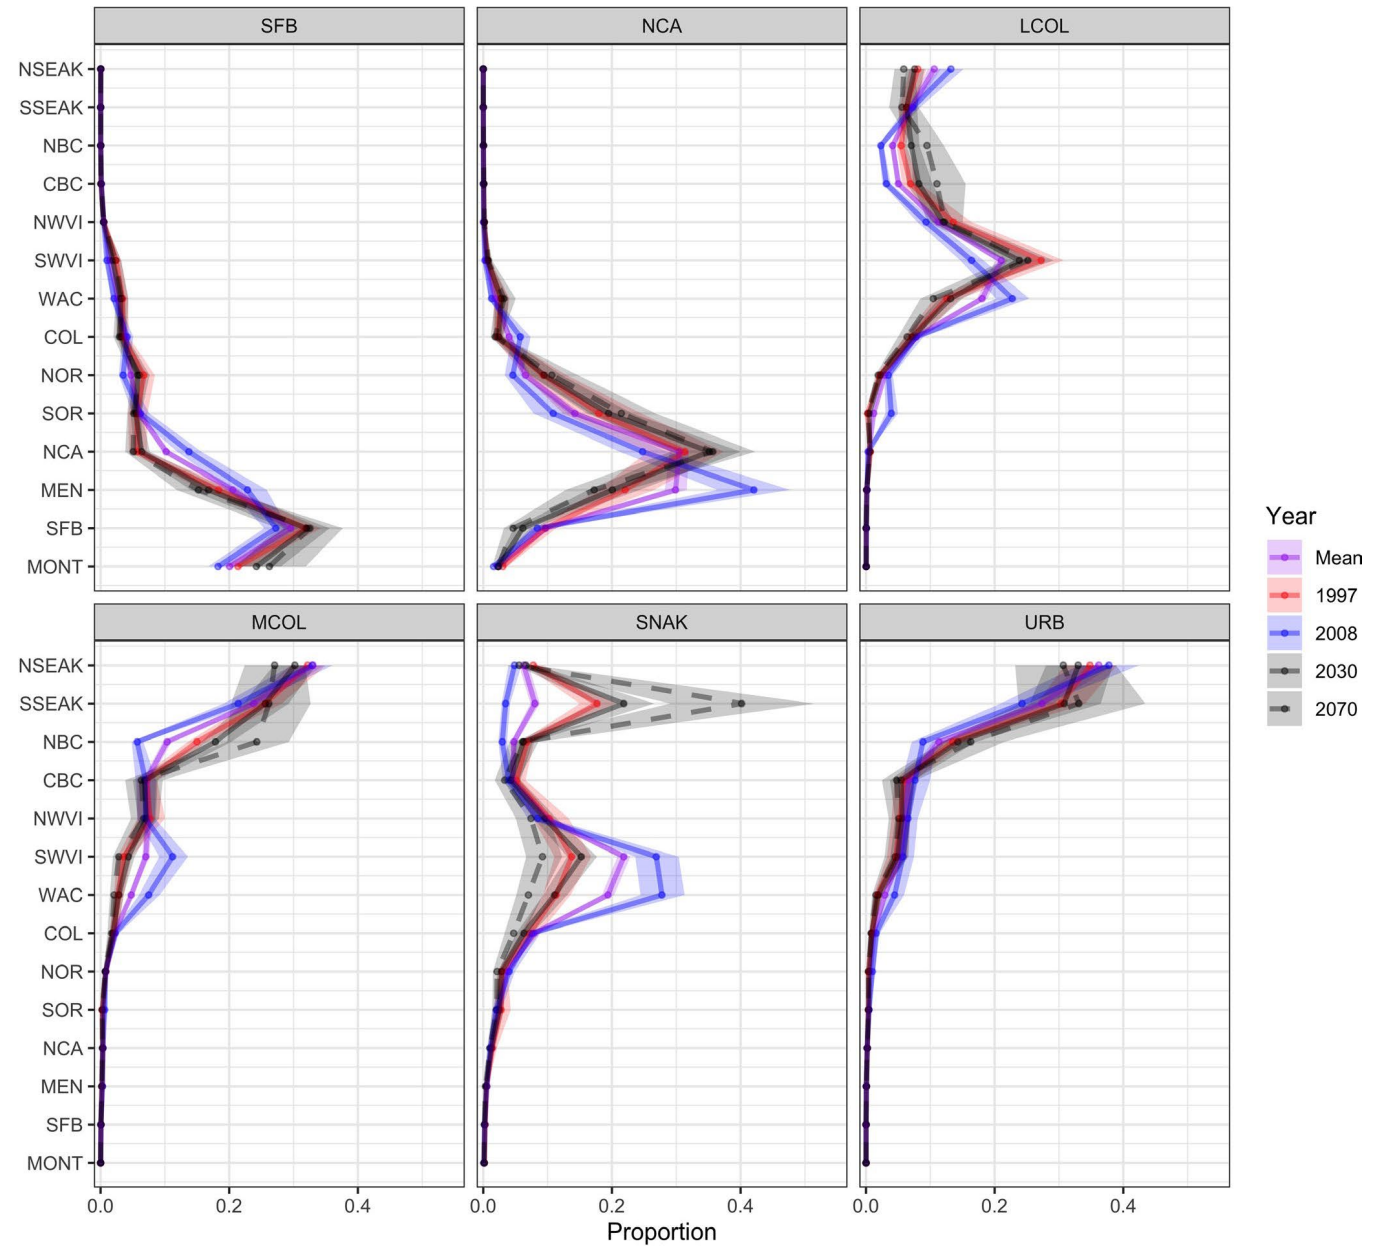 SFB NCA LCOL
NSEAK
SSEAK
NBC
CBC
NWVI
SWVI
WAC
COL
NOR
SOR
NCA
MEN
SFB
MONT
MCOL SNAK URB
NSEAK
SSEAK
NBC
CBC
NWVI
SWVI
WAC
COL
NOR
SOR
NCA
MEN
SFB
MONT
0.0 0.2 0.4 0.0 0.2 0.4 0.0 0.2 0.4
Proportion
Year
Mean
1997
2008
2030
2070